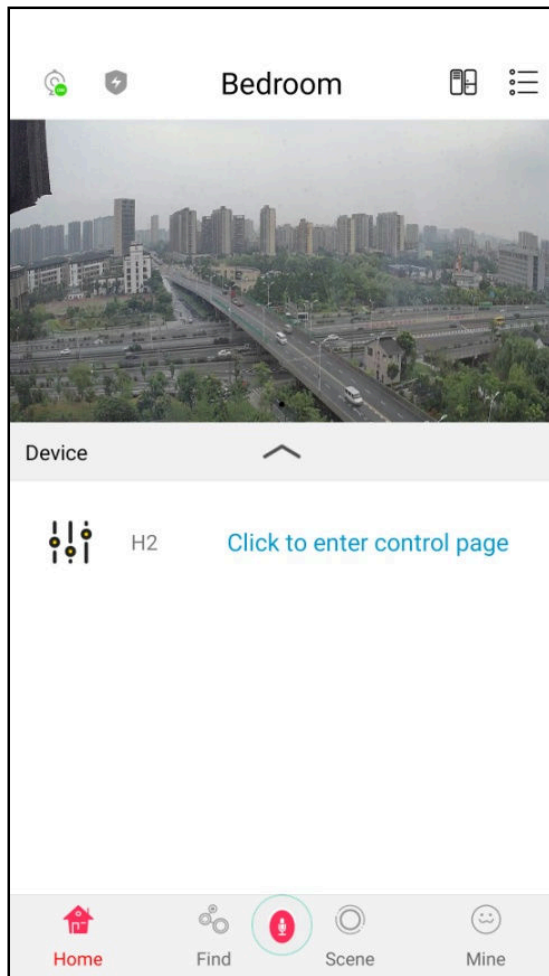 Bedroom
Device
H2 Click to enter control page
Home Find Scene Mine